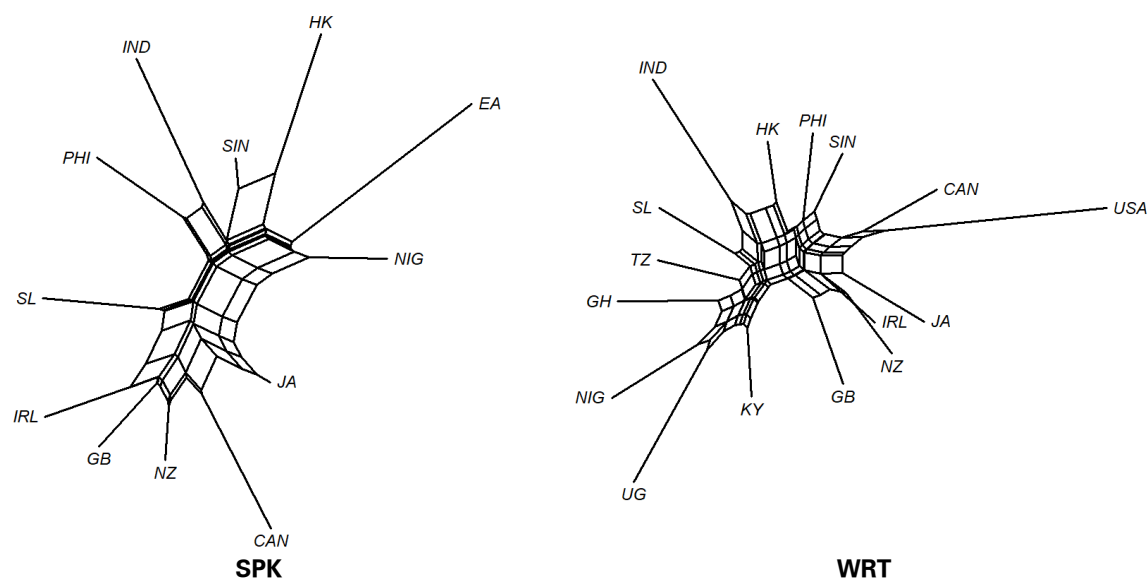 HK
IND
EA
SIN
PHI
NIG
SL
JA
IRL
GB
NZ
CAN
SPK
IND
HK
PHI
SIN
CAN
USA
SL
TZ
GH
IRL
JA
NZ
NIG
KY
GB
UG
WRT